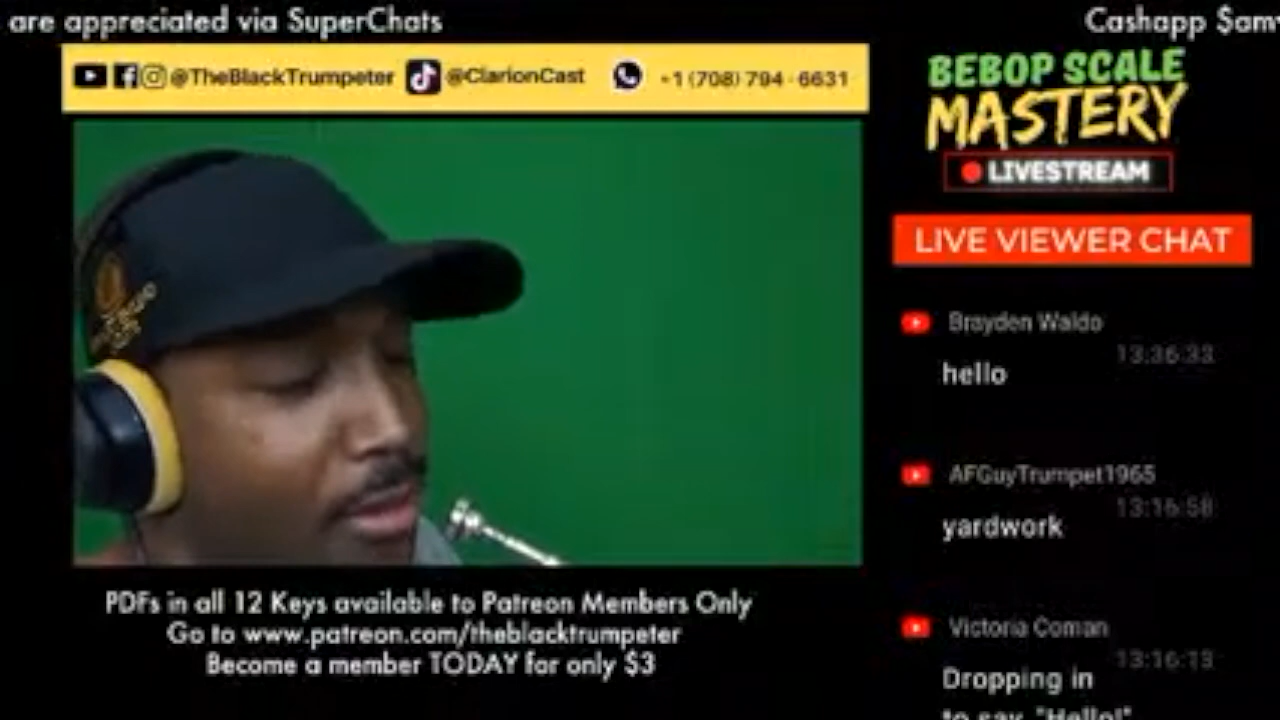 are appreciated via SuperChats
Cashapp
@TheBlackTrumpeter @ClarionCast +1 (708) 794-6631
BEBOP SCALE
MASTERY
LIVESTREAM
LIVE VIEWER CHAT
Brayden Waldo
13:36:33
hello
AFGuyTrumpet1965
13:16:58
yardwork
Victoria Coman
13:16:13
Dropping in
to say, "Hello!"
PDFs in all 12 Keys available to Patreon Members Only
Go to www.patreon.com/theblacktrumpeter
Become a member TODAY for only $3